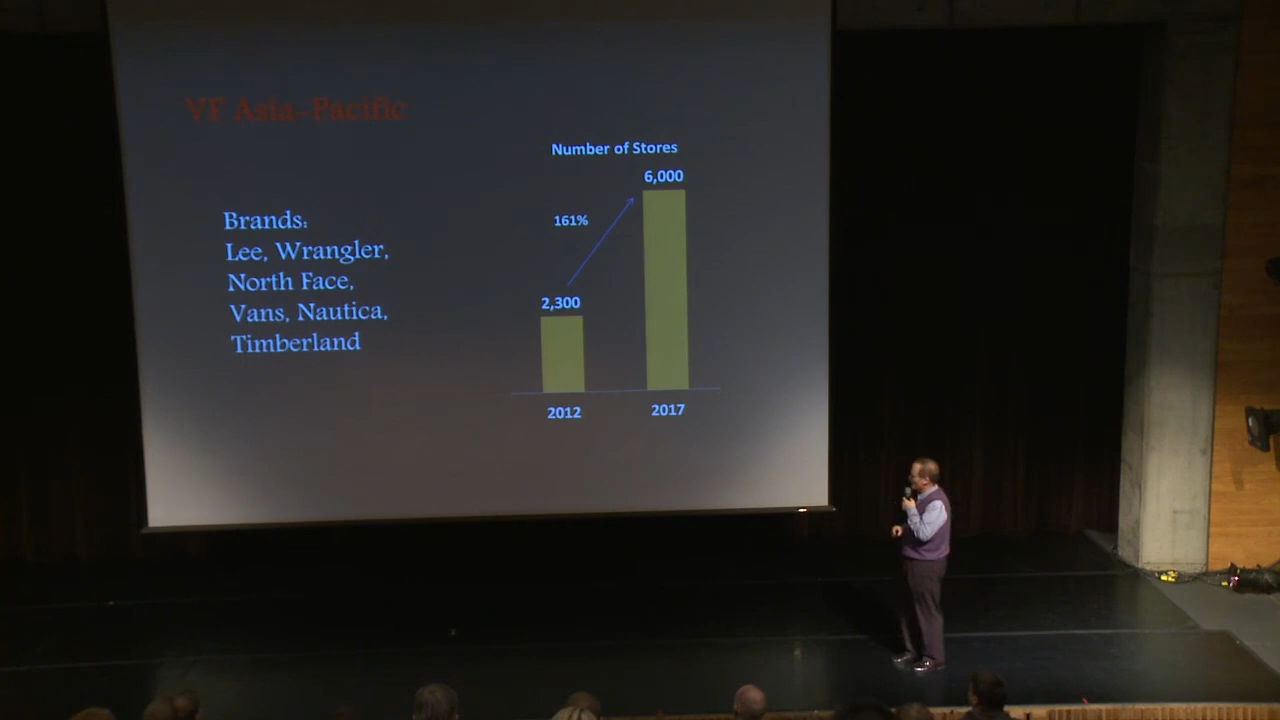 VF Asia-Pacific
Brands:
Lee, Wrangler,
North Face,
Vans, Nautica,
Timberland
Number of Stores
6,000
161%
2,300
2012
2017